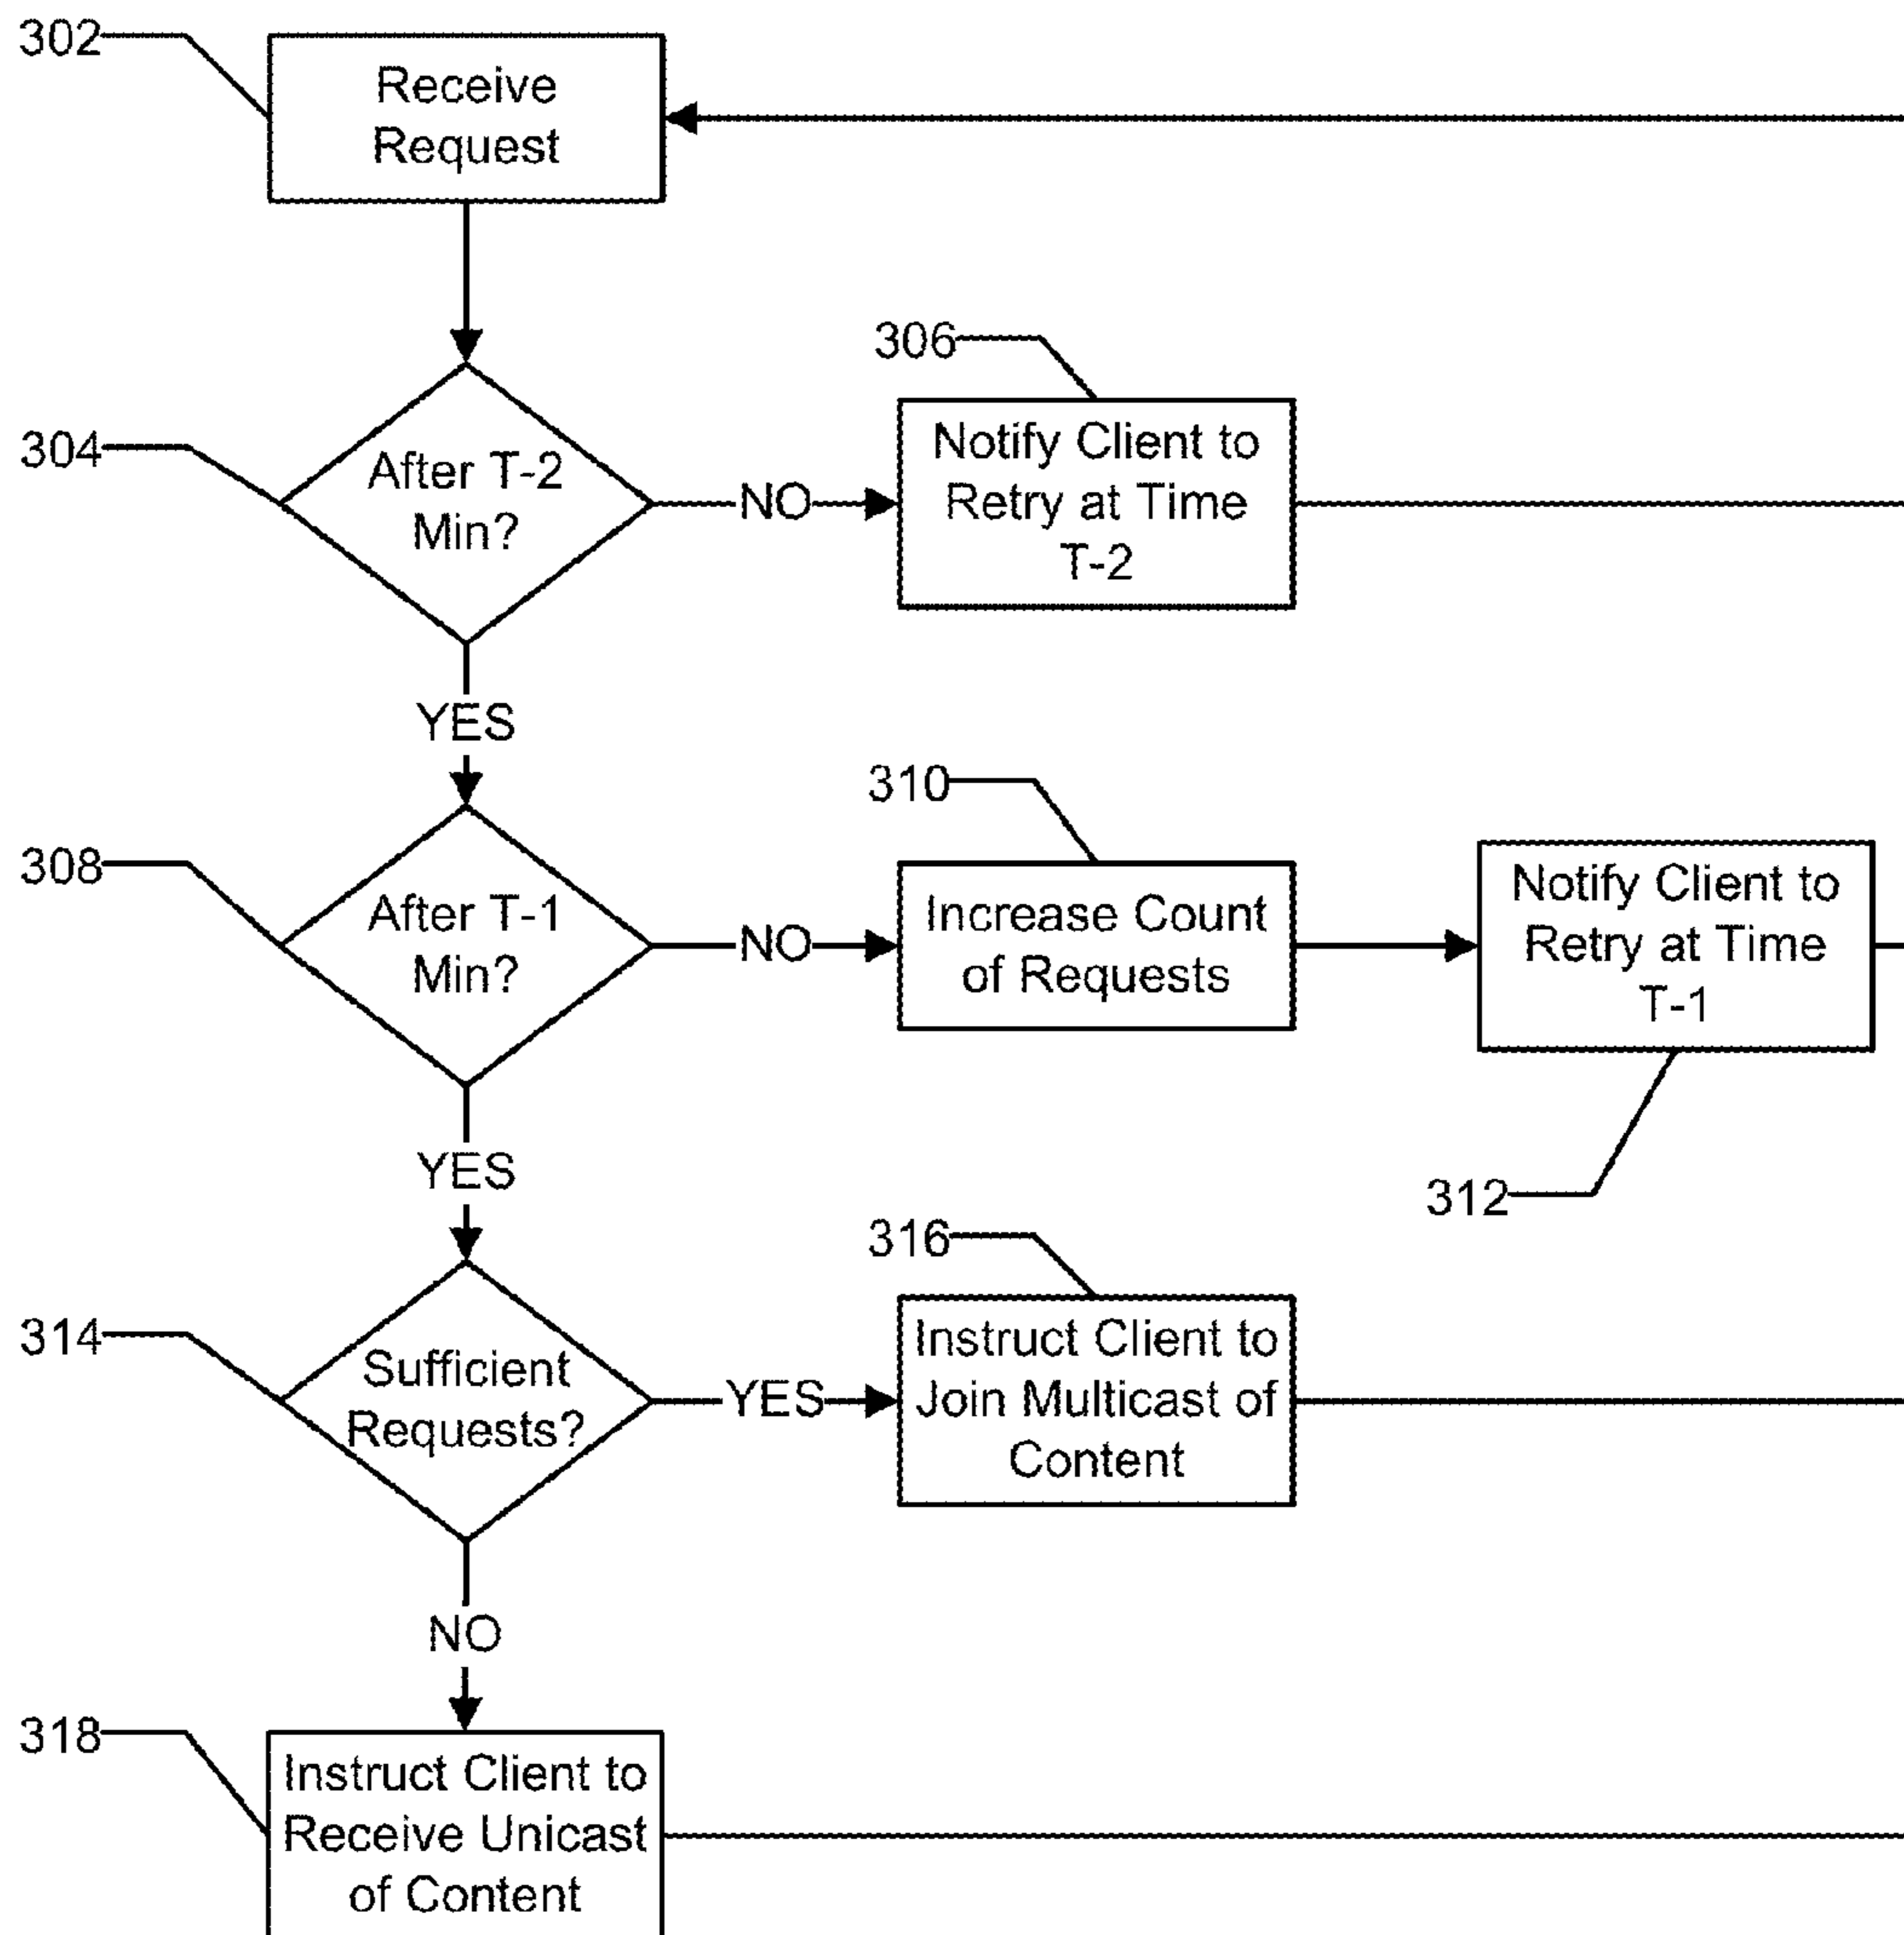 302
Receive
Request
304
After T-2
Min?
NO
306
Notify Client to
Retry at Time
T-2
YES
308
After T-1
Min?
NO
310
Increase Count
of Requests
Notify Client to
Retry at Time
T-1
312
YES
314
Sufficient
Requests?
YES
316
Instruct Client to
Join Multicast of
Content
NO
318
Instruct Client to
Receive Unicast
of Content